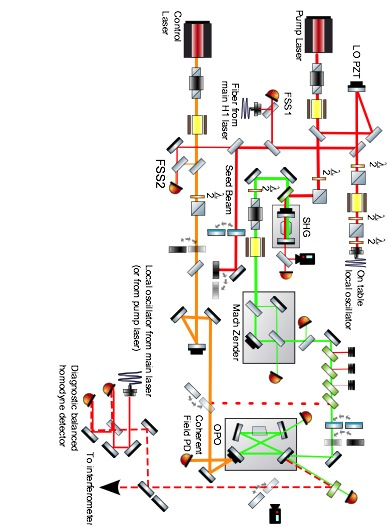 Control
Laser
Pump Laser
LO PZT
Fiber from
main H1 laser
FSS1
FSS2
λ
2
λ
2
λ
2
λ
2
λ
2
Seed Beam
SHG
On table
local oscillator
Mach Zender
Local oscillator from main laser
(or from pump laser)
Coherent
Field PD
OPO
Diagnostic balanced
homodyne detector
To interferometer